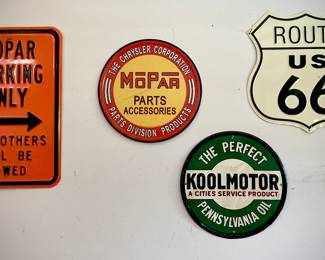 OPAR
RKING
NLY
OTHERS
L BE
WED
THE CHRYSLER CORPORATION
MOPAR
PARTS
ACCESSORIES
PARTS DIVISION PRODUCTS
ROUT
US
66
THE PERFECT
KOOLMOTOR
A CITIES SERVICE PRODUCT
PENNSYLVANIA OIL